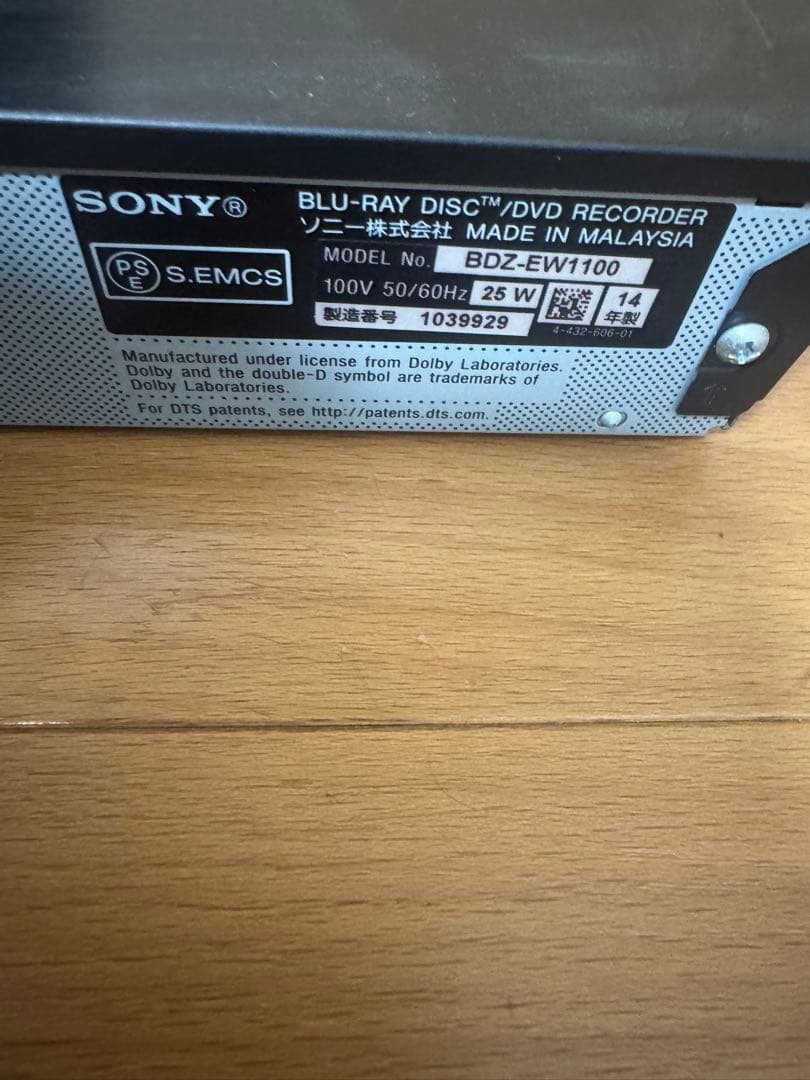 SONY®
BLU-RAY DISC™/DVD RECORDER
ソニー株式会社 MADE IN MALAYSIA
PSE S.EMCS
MODEL No. BDZ-EW1100
100V 50/60Hz 25 W
14
年製
製造番号 1039929
4-432-606-01
Manufactured under license from Dolby Laboratories.
Dolby and the double-D symbol are trademarks of
Dolby Laboratories.
For DTS patents, see http://patents.dts.com.